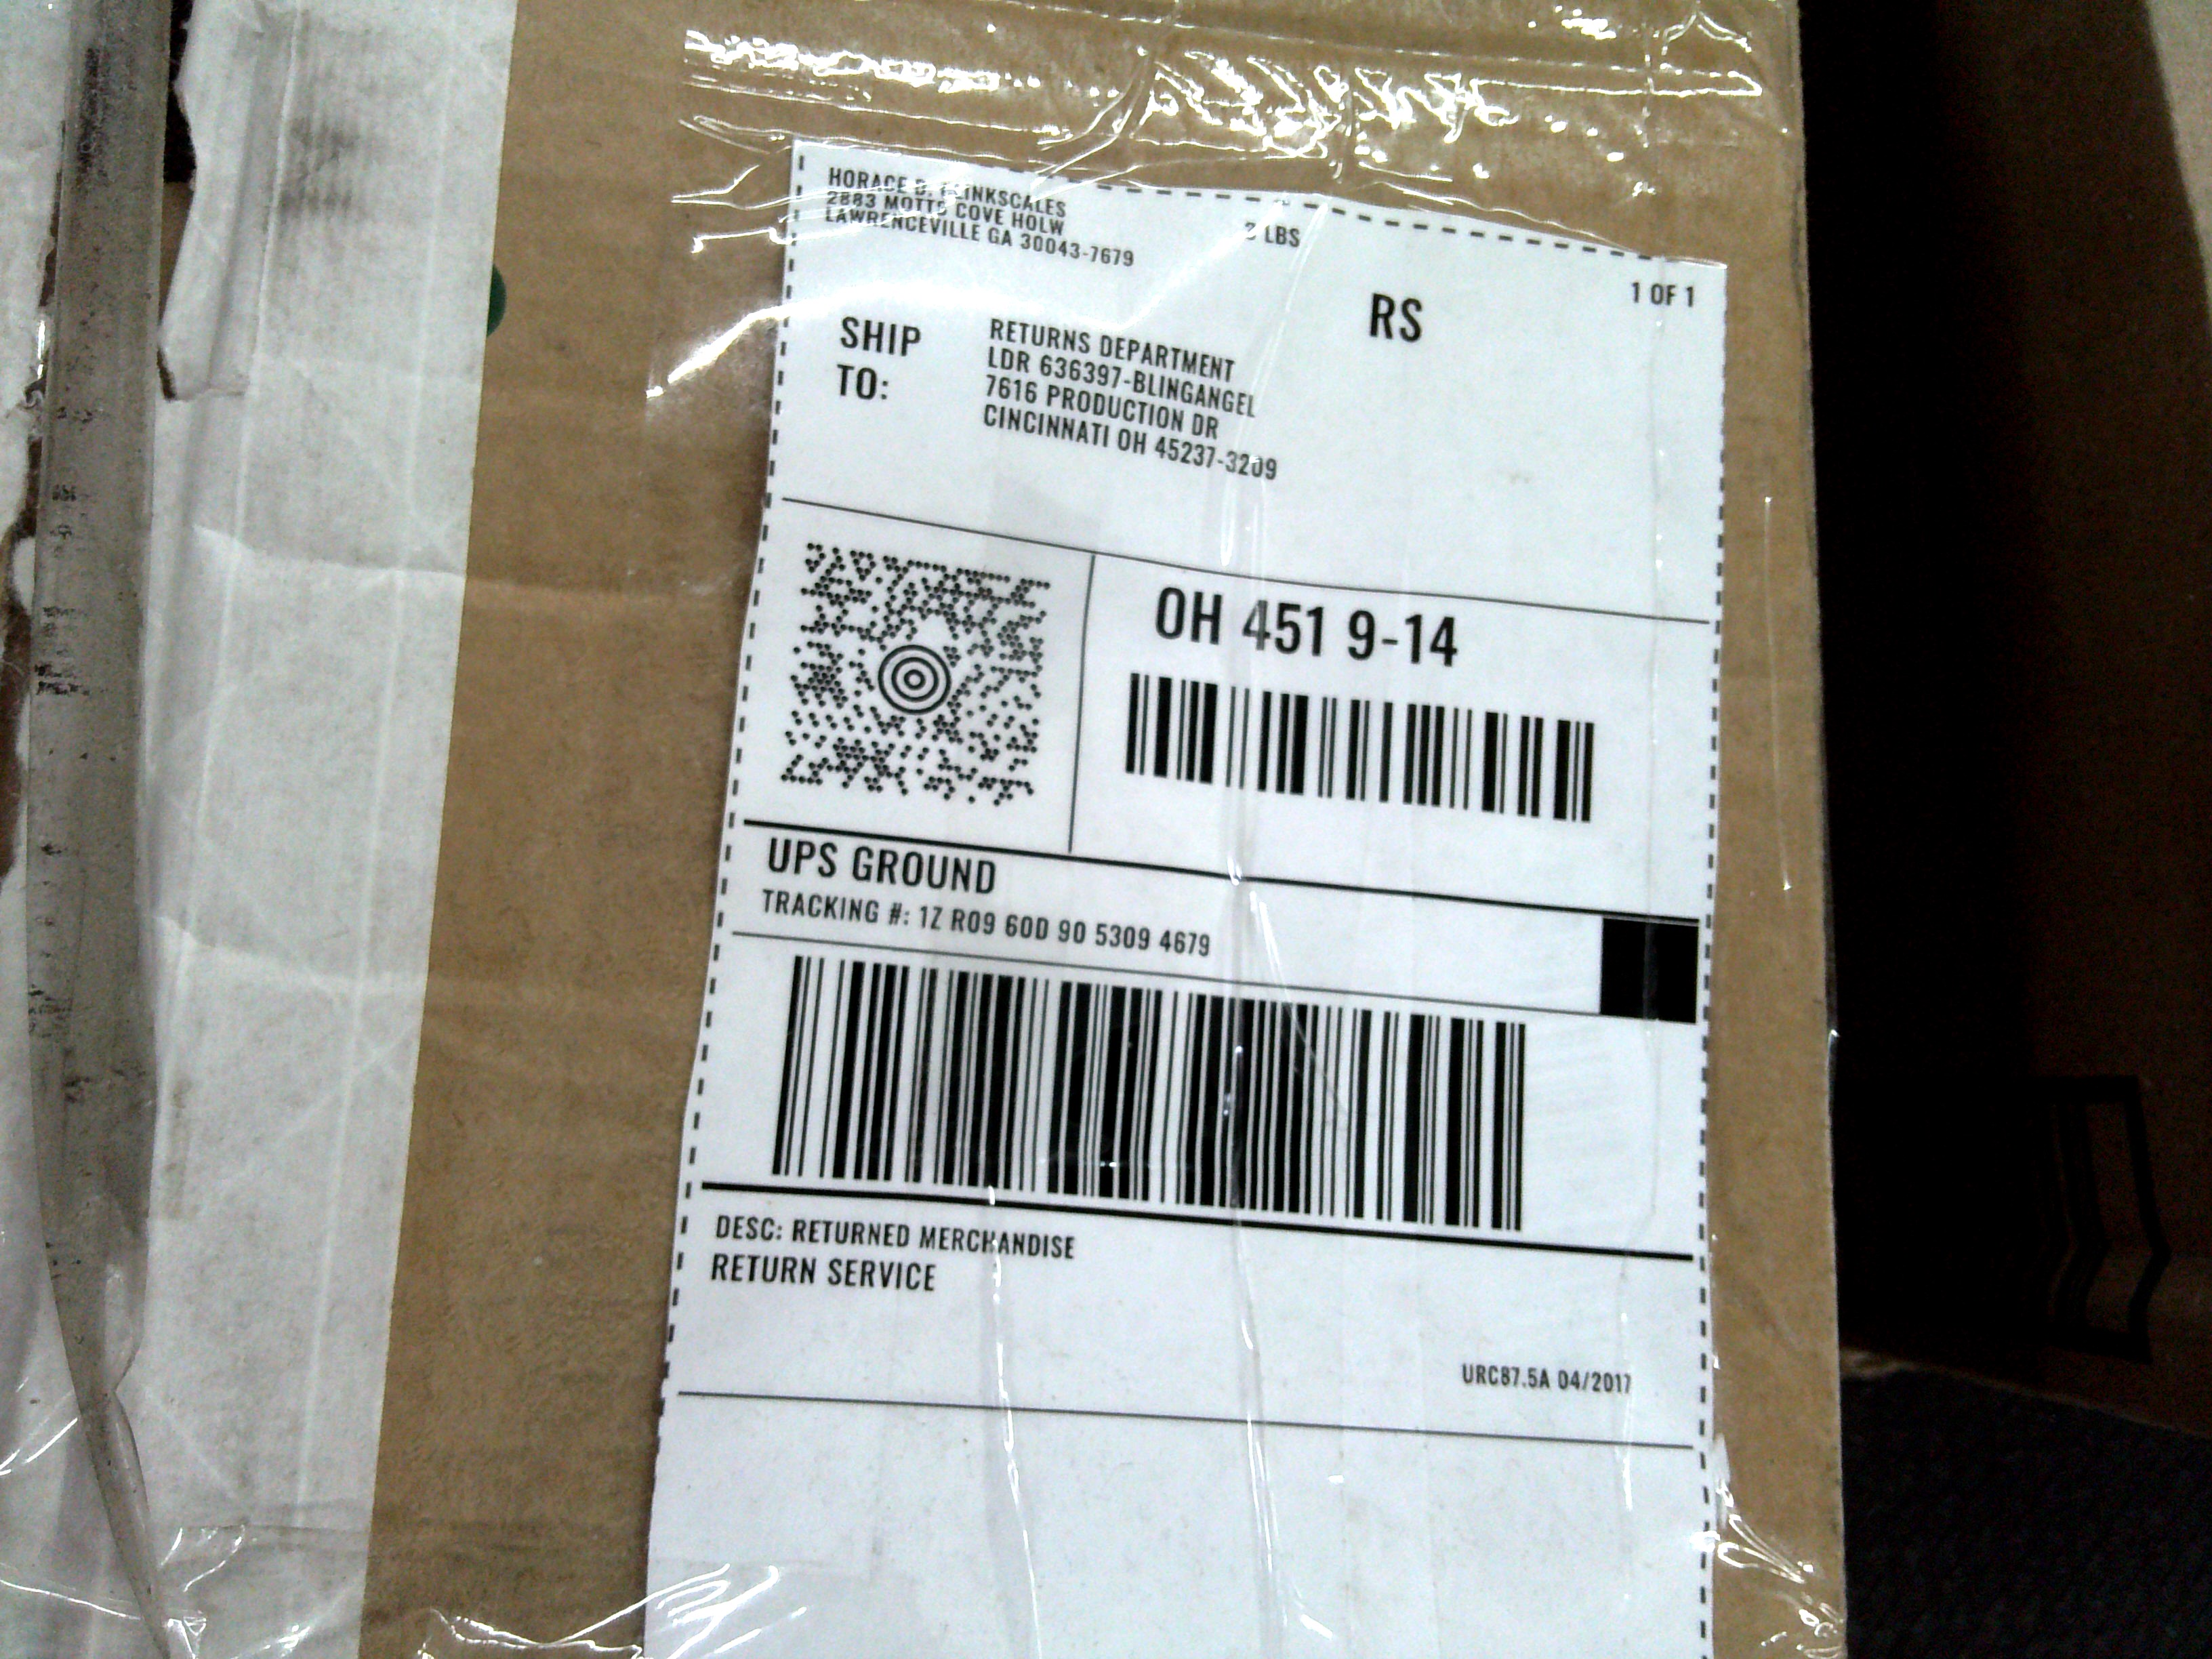 HORACE D.
2883 MOTTS COVE HOLW
LAWRENCEVILLE GA 30043-7679
LBS
1 OF 1
RS
SHIP TO:
RETURNS DEPARTMENT
LDR 636397-BLINGANGEL
7616 PRODUCTION DR
CINCINNATI OH 45237-3209
OH 451 9-14
UPS GROUND
TRACKING #: 1Z R09 60D 90 5309 4679
DESC: RETURNED MERCHANDISE
RETURN SERVICE
URC87.5A 04/2017